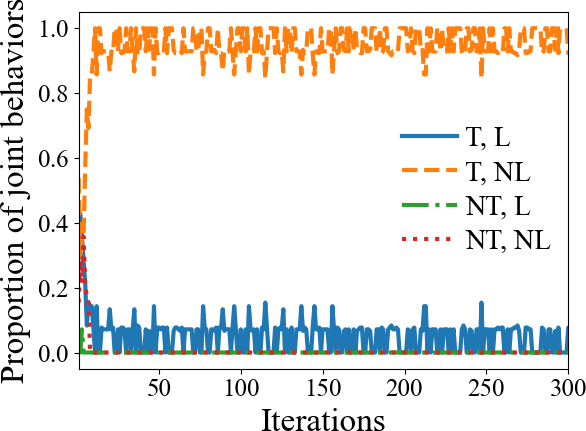 Proportion of joint behaviors
1.0
0.8
0.6
0.4
0.2
0.0
T, L
T, NL
NT, L
NT, NL
50 100 150 200 250 300
Iterations